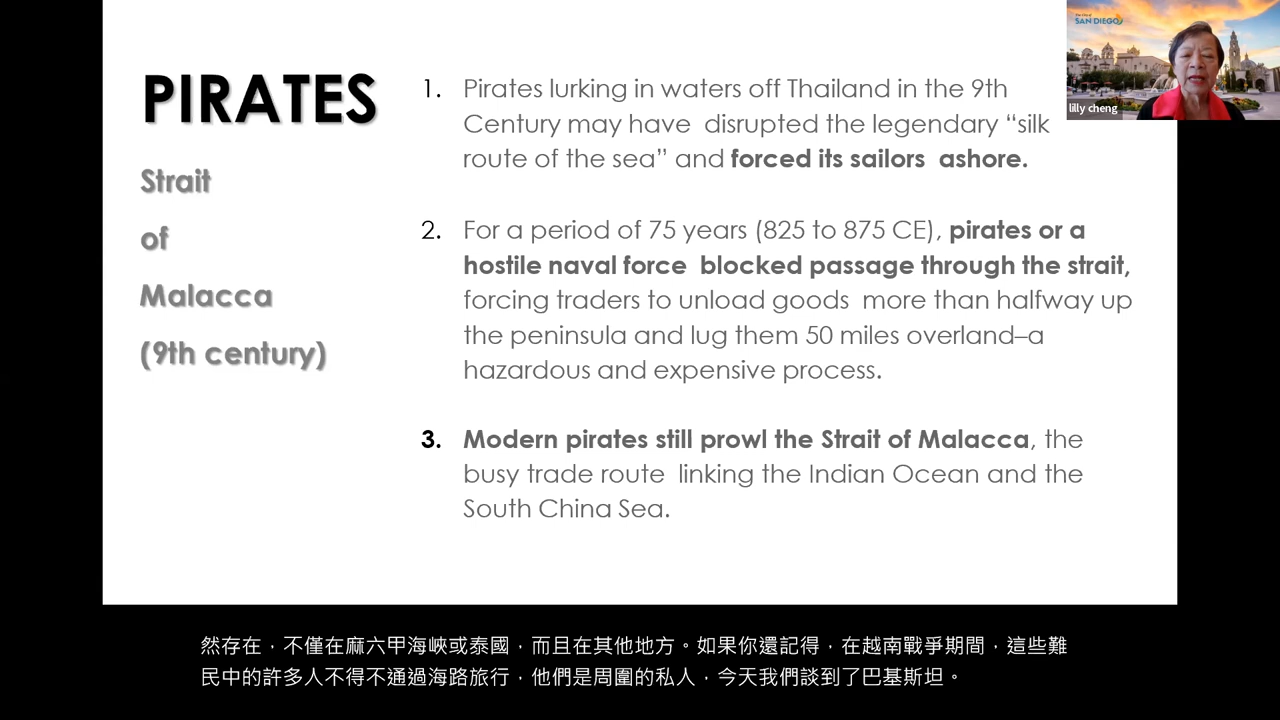 PIRATES
Strait
of
Malacca
(9th century)
1. Pirates lurking in waters off Thailand in the 9th
Century may have disrupted the legendary “silk
route of the sea” and forced its sailors ashore.
2. For a period of 75 years (825 to 875 CE), pirates or a
hostile naval force blocked passage through the strait,
forcing traders to unload goods more than halfway up
the peninsula and lug them 50 miles overland–a
hazardous and expensive process.
3. Modern pirates still prowl the Strait of Malacca, the
busy trade route linking the Indian Ocean and the
South China Sea.
The City of
SAN DIEGO
lilly cheng
然存在，不僅在麻六甲海峽或泰國，而且在其他地方。如果你還記得，在越南戰爭期間，這些難
民中的許多人不得不通過海路旅行，他們是周圍的私人，今天我們談到了巴基斯坦。